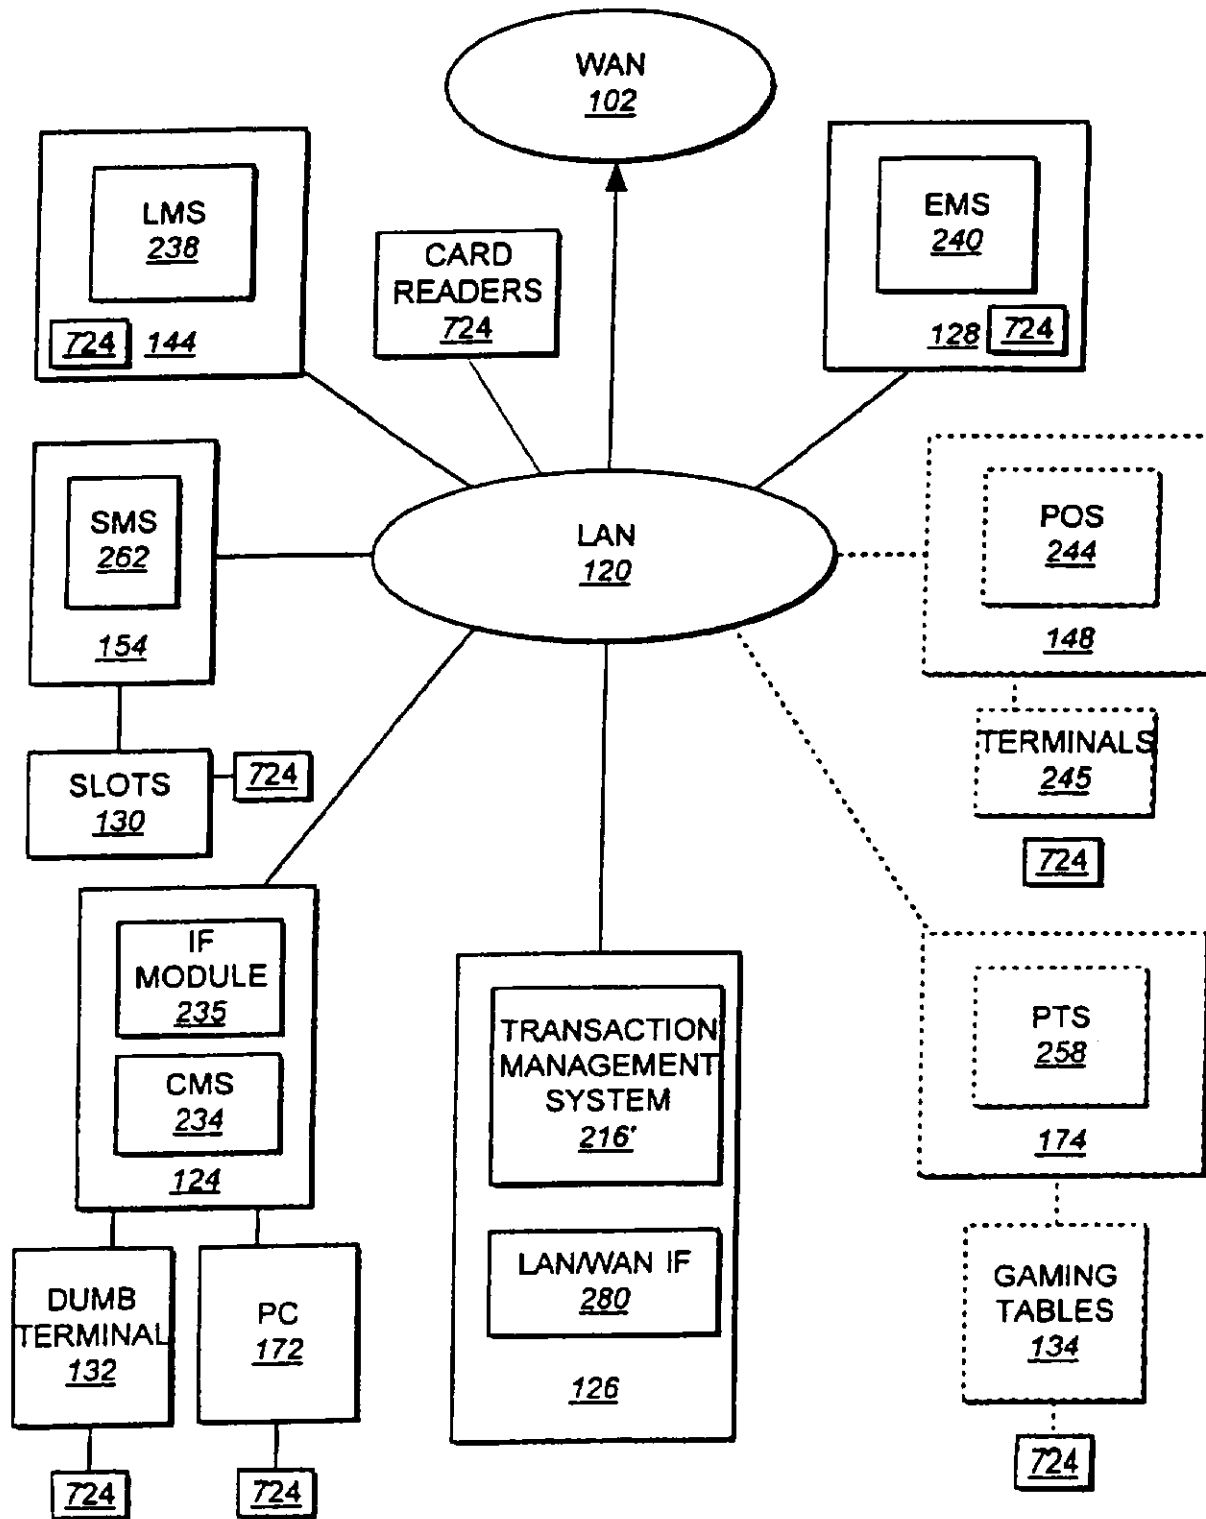 WAN
102
LMS
238
724
144
CARD
READERS
724
EMS
240
128
724
SMS
262
154
LAN
120
POS
244
148
SLOTS
130
724
TERMINALS
245
724
IF
MODULE
235
CMS
234
124
TRANSACTION
MANAGEMENT
SYSTEM
216'
LAN/WAN IF
280
126
PTS
258
174
DUMB
TERMINAL
132
PC
172
GAMING
TABLES
134
724
724
724